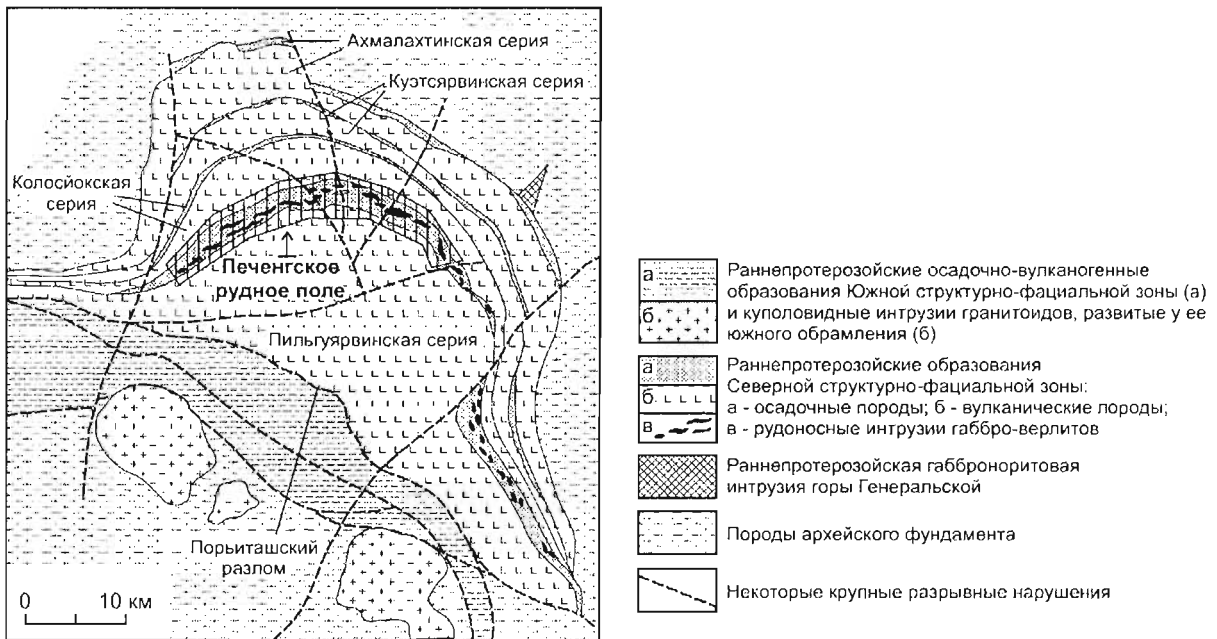 Ахмалахтинская серия
Куэтсярвинская серия
Колосйокская
серия
Печенгское
рудное поле
Пильгуярвинская серия
Порьиташский
разлом
0 10 км
а Раннепротерозойские осадочно-вулканогенные
образования Южной структурно-фациальной зоны (а)
б и куполовидные интрузии гранитоидов, развитые у ее
южного обрамления (б)
а Раннепротерозойские образования
Северной структурно-фациальной зоны:
б а - осадочные породы; б - вулканические породы;
в в - рудоносные интрузии габбро-верлитов
Раннепротерозойская габброноритовая
интрузия горы Генеральской
Породы архейского фундамента
Некоторые крупные разрывные нарушения